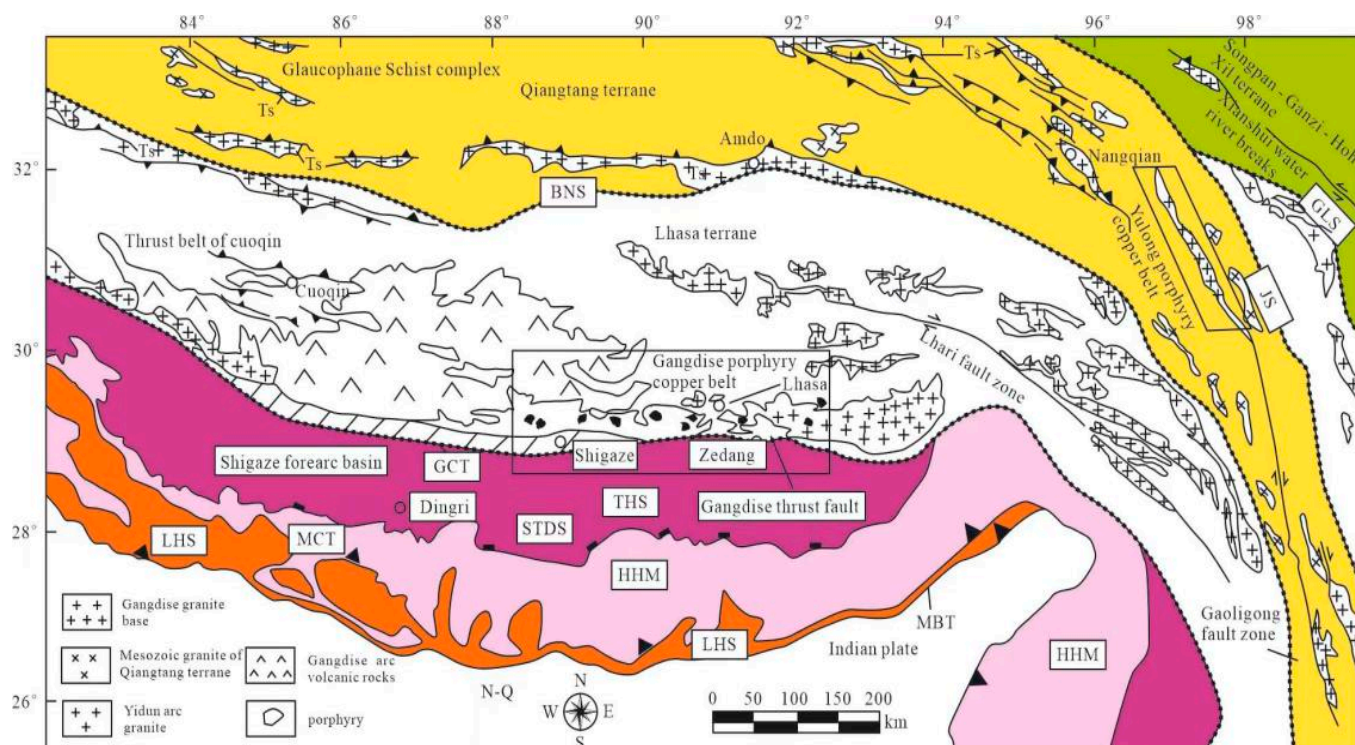 84°
86°
88°
90°
92°
94°
96°
98°
Glaucophane Schist complex
Qiangtang terrane
Ts
Ts
Songpan - Ganzi - Hoh
Xil terrane
Xianshui water
river breaks
32°
Ts
Ts
Amdo
Ts
Nangqian
BNS
GLS
Yulong porphyry
copper belt
JS
Thrust belt of cuoqin
Lhasa terrane
Cuoqin
30°
Gangdise porphyry
copper belt
Lhasa
Lhari fault zone
Shigaze forearc basin
GCT
Shigaze
Zedang
28°
Dingri
THS
Gangdise thrust fault
STDS
LHS
MCT
HHM
LHS
MBT
Indian plate
HHM
Gaoligong
fault zone
26°
Gangdise granite
base
Mesozoic granite of
Qiangtang terrane
Gangdise arc
volcanic rocks
Yidun arc
granite
porphyry
N-Q
N
W
E
S
0 50 100 150 200
km